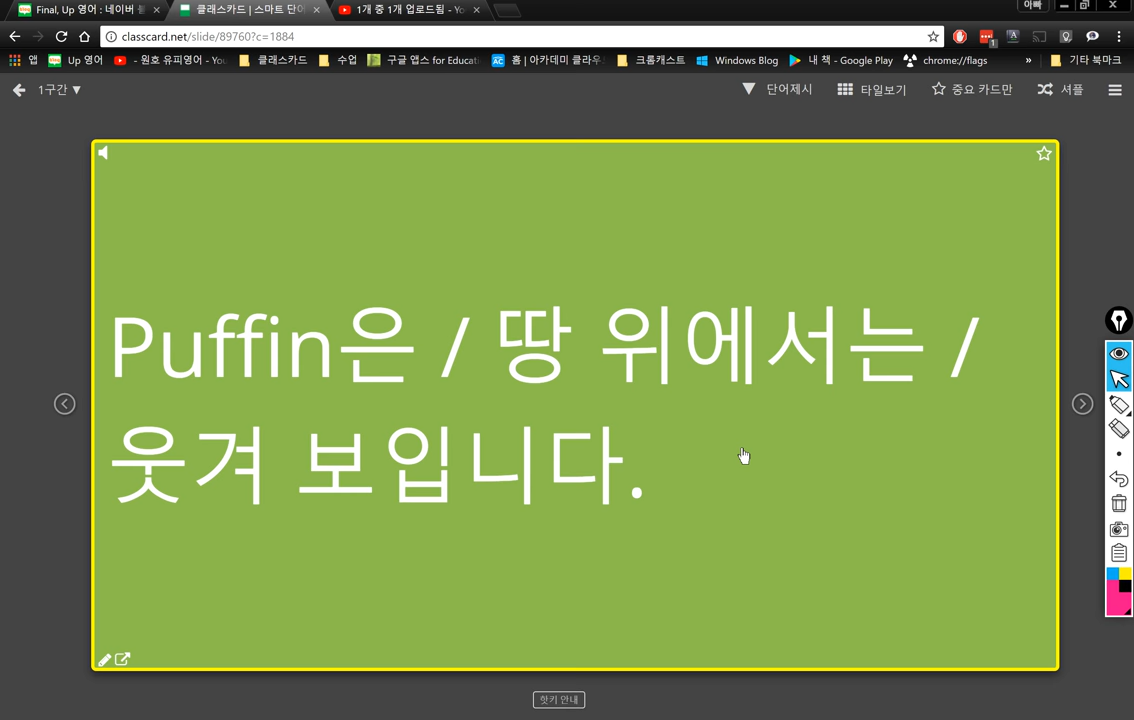 Final, Up 영어 : 네이버 블
클래스카드 | 스마트 단어
1개 중 1개 업로드됨 - Yo
아빠
classcard.net/slide/89760?c=1884
앱
Up 영어
- 원호 유피영어 - You
클래스카드
수업
구글 앱스 for Educati
홈 | 아카데미 클라우
크롬캐스트
Windows Blog
내 책 - Google Play
chrome://flags
»
기타 북마크
1구간 ▼
단어제시
타일보기
중요 카드만
셔플
Puffin은 / 땅 위에서는 /
웃겨 보입니다.
핫키 안내